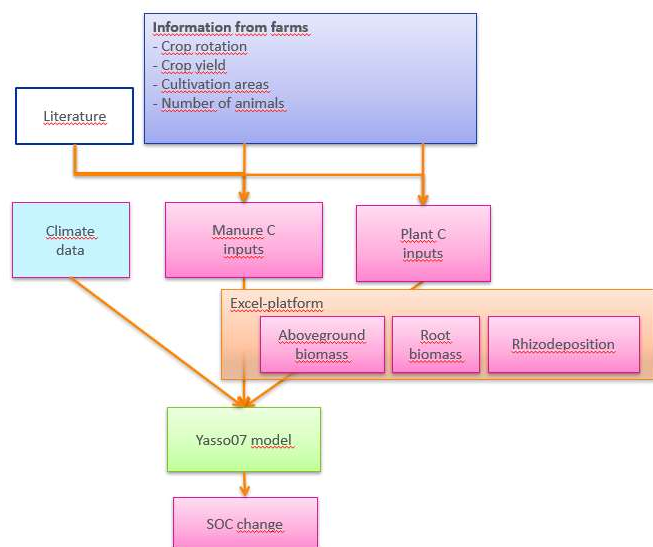 Information from farms
- Crop rotation
- Crop yield
- Cultivation areas
- Number of animals
Literature
Climate
data
Manure C
inputs
Plant C
inputs
Excel-platform
Aboveground
biomass
Root
biomass
Rhizodeposition
Yasso07 model
SOC change